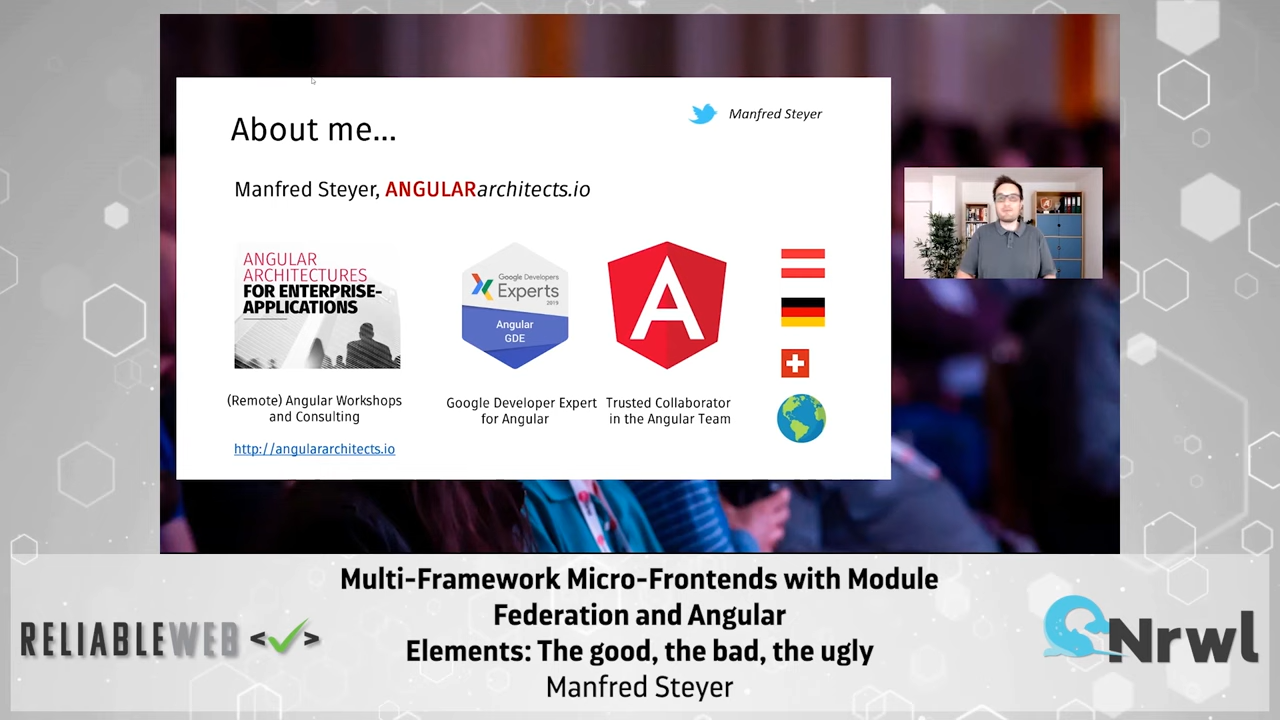 About me...
Manfred Steyer
Manfred Steyer, ANGULARarchitects.io
ANGULAR
ARCHITECTURES
FOR ENTERPRISE-
APPLICATIONS
Google Developers
Experts
2019
Angular
GDE
A
(Remote) Angular Workshops
and Consulting
http://angulararchitects.io
Google Developer Expert
for Angular
Trusted Collaborator
in the Angular Team
Multi-Framework Micro-Frontends with Module
Federation and Angular
Elements: The good, the bad, the ugly
Manfred Steyer
RELIABLEWEB <✓>
Nrwl